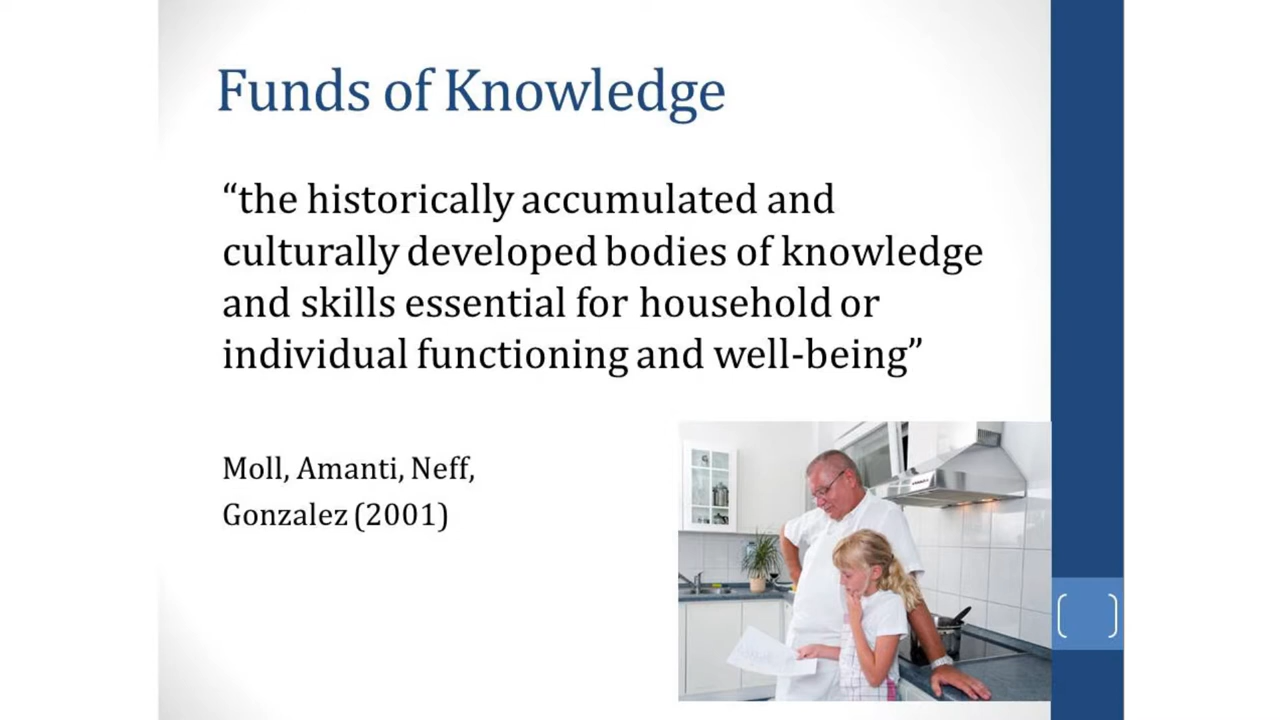 Funds of Knowledge
“the historically accumulated and
culturally developed bodies of knowledge
and skills essential for household or
individual functioning and well-being”
Moll, Amanti, Neff,
Gonzalez (2001)